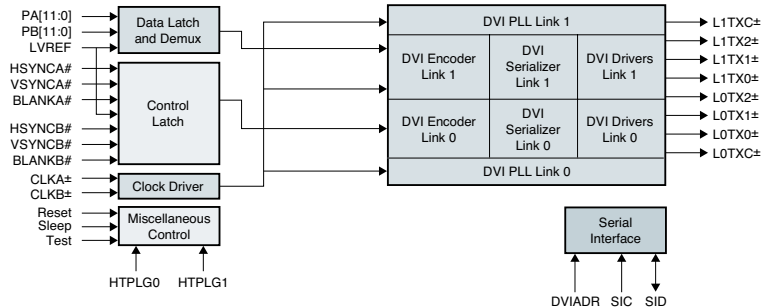 PA[11:0]
PB[11:0]
LVREF
HSYNCA#
VSYNCA#
BLANKA#
HSYNCB#
VSYNCB#
BLANKB#
CLKA±
CLKB±
Reset
Sleep
Test
Data Latch
and Demux
Control
Latch
Clock Driver
Miscellaneous
Control
HTPLG0
HTPLG1
DVI PLL Link 1
DVI Encoder
Link 1
DVI
Serializer
Link 1
DVI Drivers
Link 1
DVI Encoder
Link 0
DVI
Serializer
Link 0
DVI Drivers
Link 0
DVI PLL Link 0
L1TXC±
L1TX2±
L1TX1±
L1TX0±
L0TX2±
L0TX1±
L0TX0±
L0TXC±
Serial
Interface
DVIADR
SIC
SID